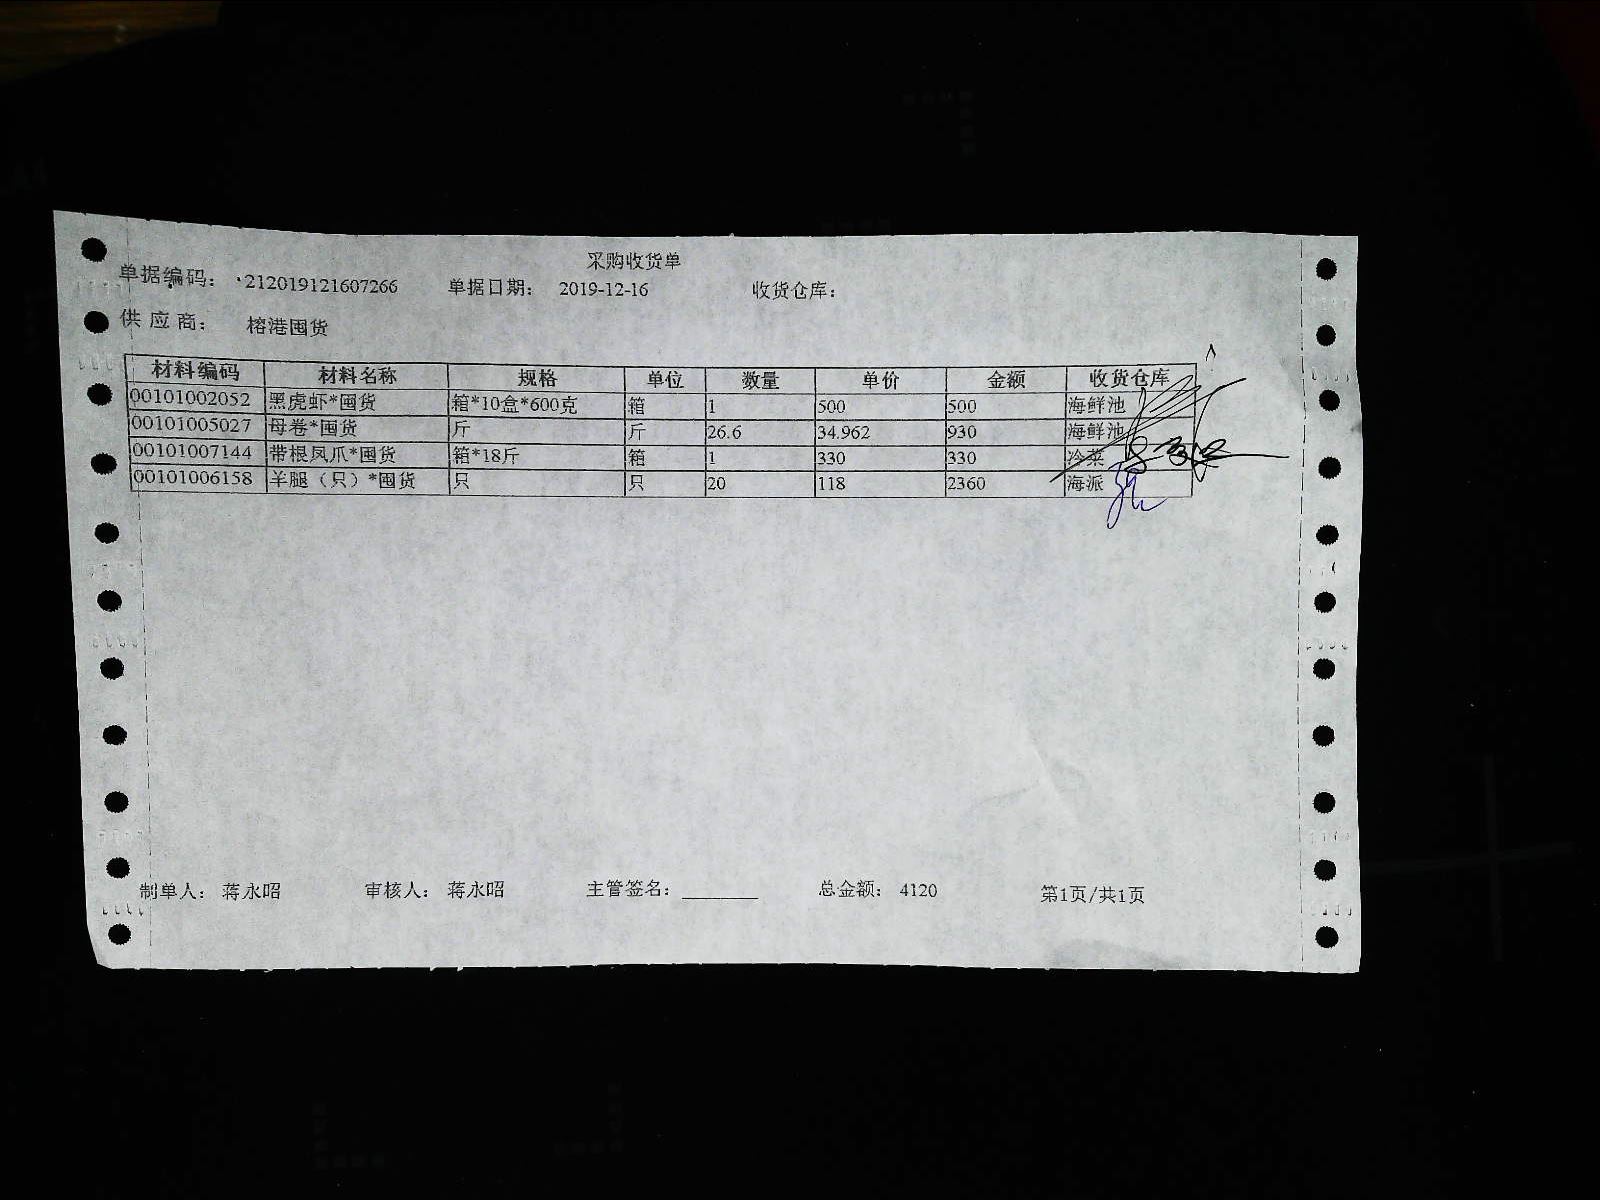 采购收货单
单据编码： 212019121607266 单据日期： 2019-12-16 收货仓库：
供应商： 榕港囤货
材料编码 材料名称 规格 单位 数量 单价 金额 收货仓库
00101002052 黑虎虾*囤货 箱*10盒*600克 箱 1 500 500 海鲜池
00101005027 母卷*囤货 斤 斤 26.6 34.962 930 海鲜池
00101007144 带根凤爪*囤货 箱*18斤 箱 1 330 330 冷菜
00101006158 羊腿（只）*囤货 只 只 20 118 2360 海派
制单人： 蒋永昭 审核人： 蒋永昭 主管签名： 总金额： 4120 第1页/共1页